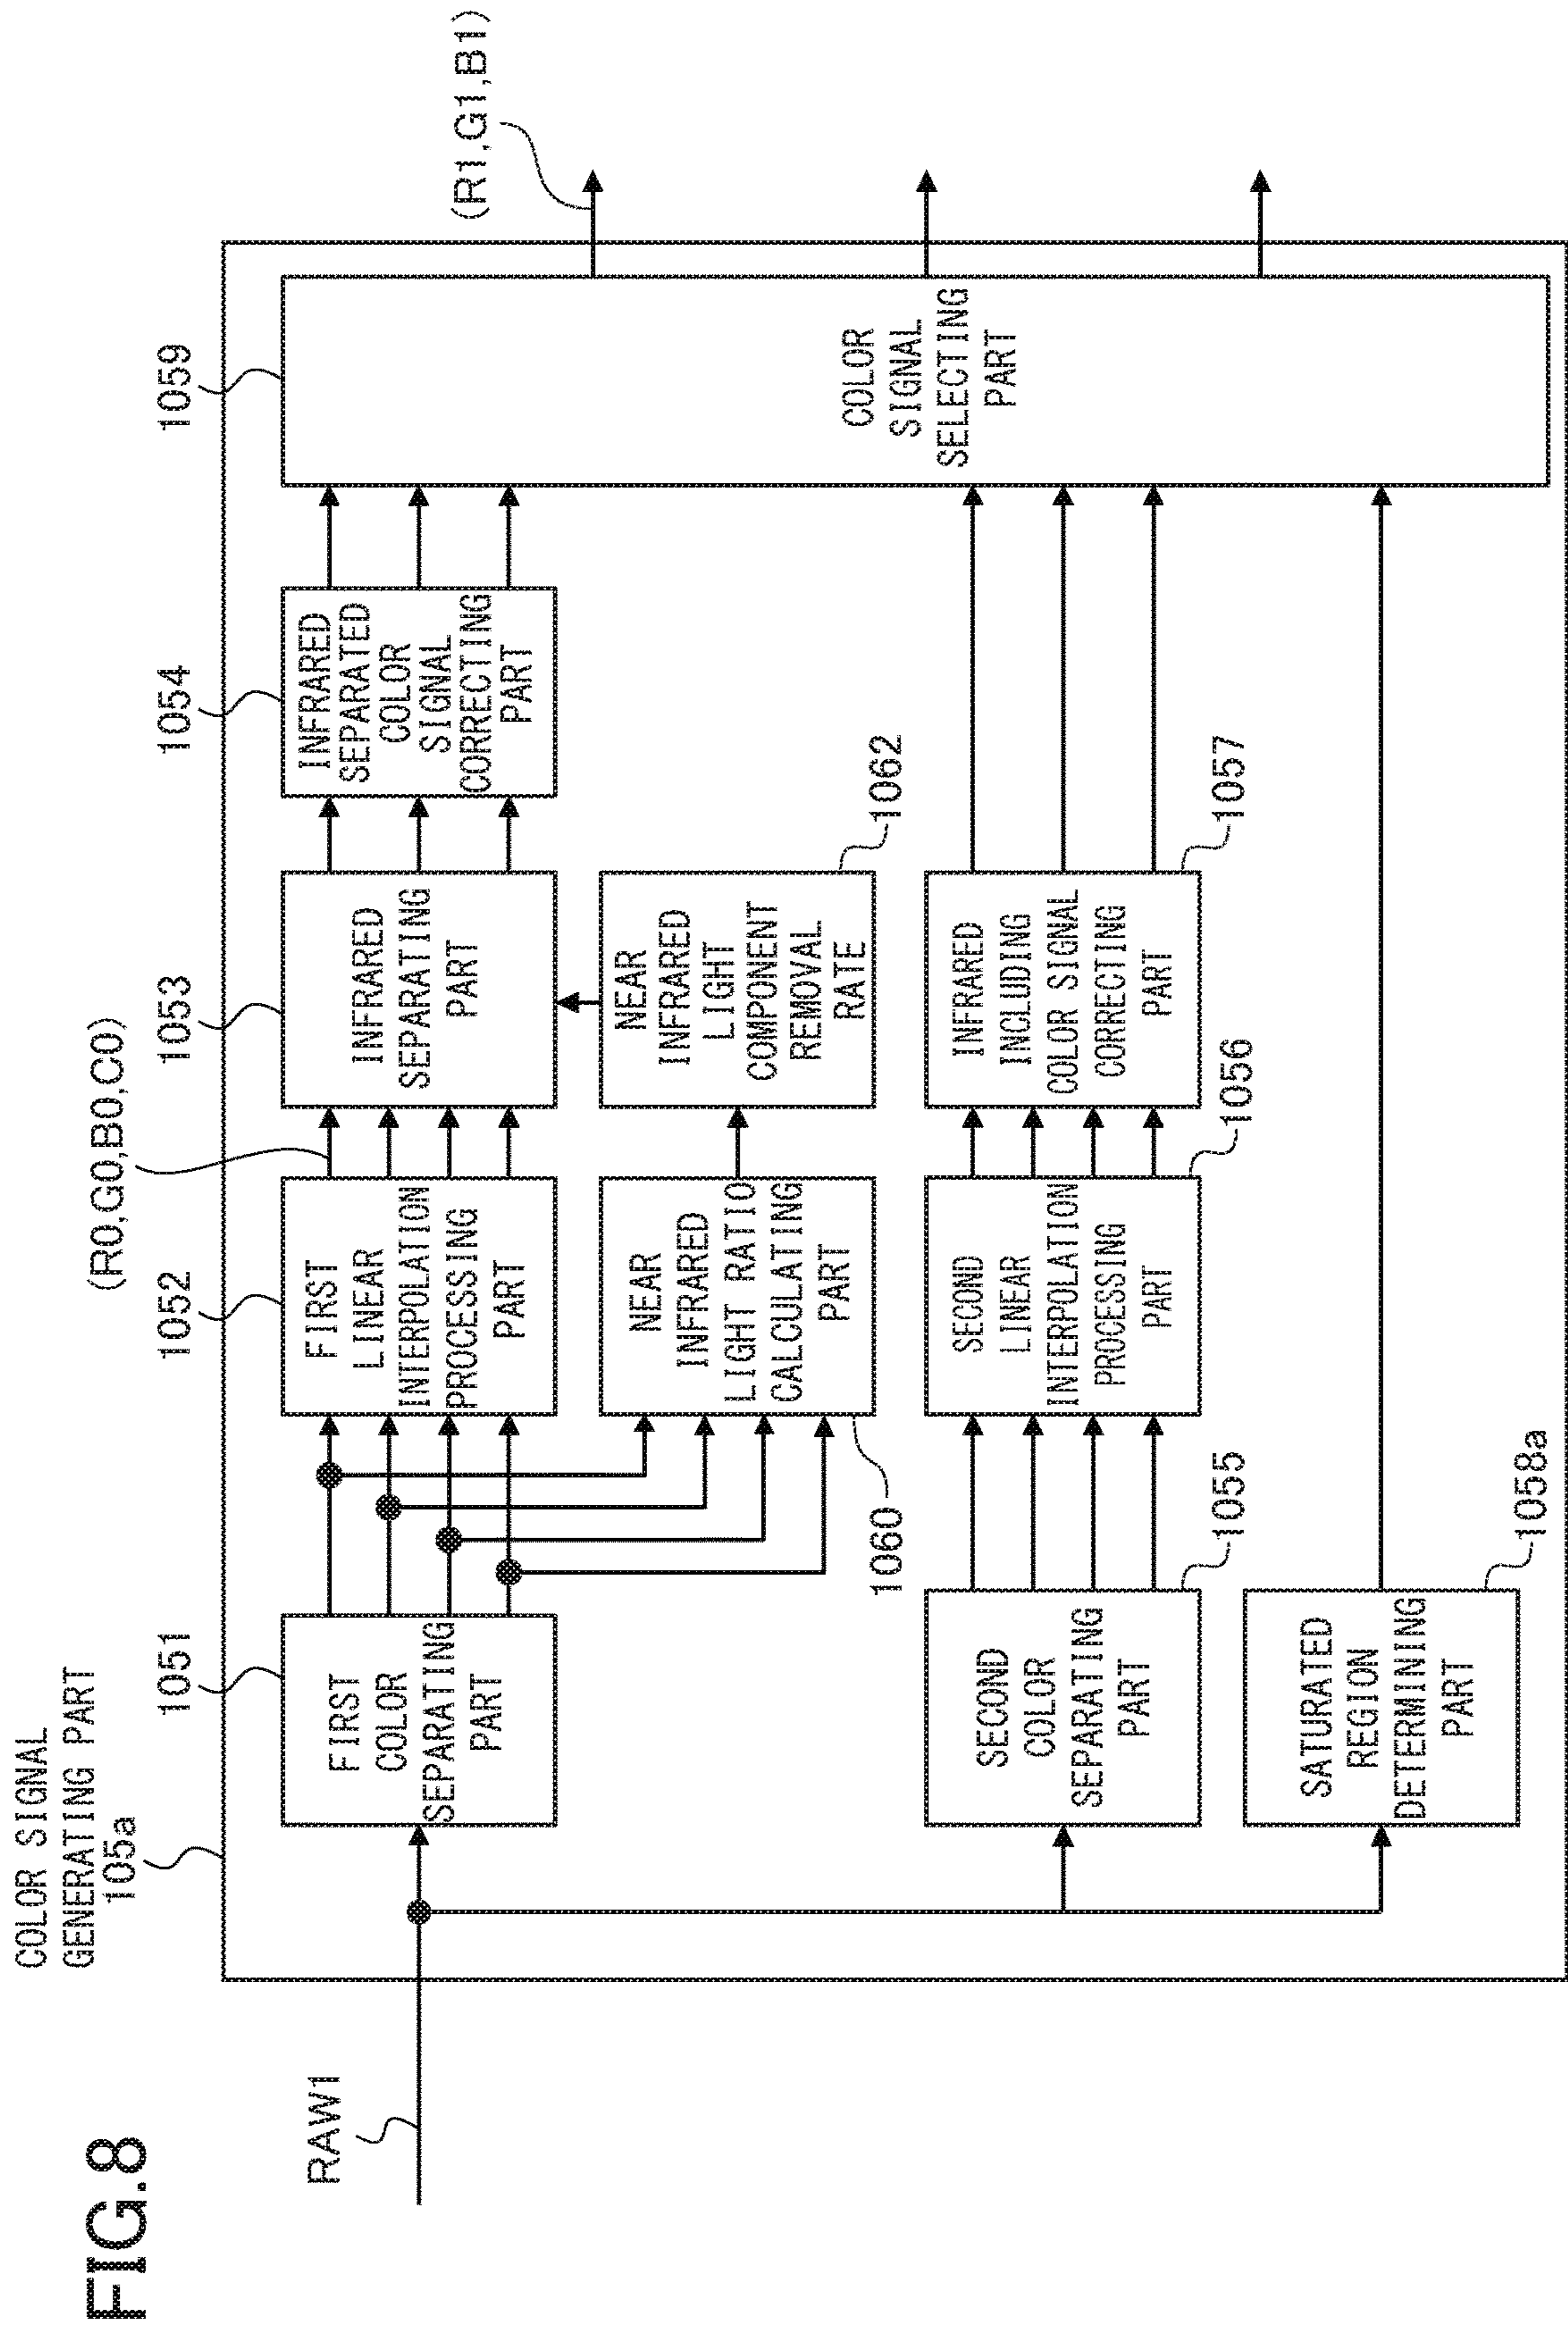 FIG.8
COLOR SIGNAL
GENERATING PART
105a
RAW1
1051
FIRST
COLOR
SEPARATING
PART
1052
FIRST
LINEAR
INTERPOLATION
PROCESSING
PART
(R0,G0,B0,C0)
1053
INFRARED
SEPARATING
PART
1054
INFRARED
SEPARATED
COLOR
SIGNAL
CORRECTING
PART
1059
COLOR
SIGNAL
SELECTING
PART
(R1,G1,B1)
NEAR
INFRARED
LIGHT RATIO
CALCULATING
PART
1060
NEAR
INFRARED
LIGHT
COMPONENT
REMOVAL
RATE
1062
SECOND
COLOR
SEPARATING
PART
1055
SECOND
LINEAR
INTERPOLATION
PROCESSING
PART
1056
INFRARED
INCLUDING
COLOR SIGNAL
CORRECTING
PART
1057
SATURATED
REGION
DETERMINING
PART
1058a